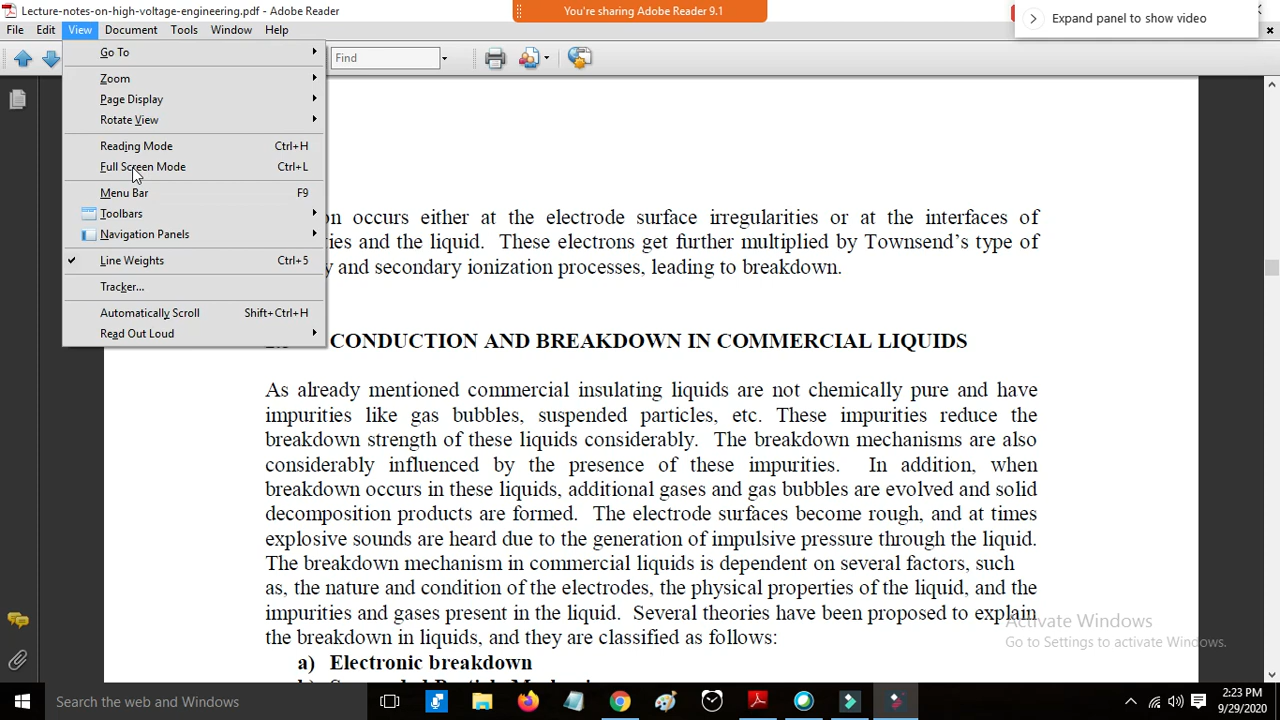 Lecture-notes-on-high-voltage-engineering.pdf - Adobe Reader
You're sharing Adobe Reader 9.1
Expand panel to show video
File Edit View Document Tools Window Help
Find
Go To
Zoom
Page Display
Rotate View
Reading Mode Ctrl+H
Full Screen Mode Ctrl+L
Menu Bar F9
Toolbars
Navigation Panels
Line Weights Ctrl+5
Tracker...
Automatically Scroll Shift+Ctrl+H
Read Out Loud
occurs either at the electrode surface irregularities or at the interfaces of
and the liquid. These electrons get further multiplied by Townsend's type of
and secondary ionization processes, leading to breakdown.
CONDUCTION AND BREAKDOWN IN COMMERCIAL LIQUIDS
As already mentioned commercial insulating liquids are not chemically pure and have
impurities like gas bubbles, suspended particles, etc. These impurities reduce the
breakdown strength of these liquids considerably. The breakdown mechanisms are also
considerably influenced by the presence of these impurities. In addition, when
breakdown occurs in these liquids, additional gases and gas bubbles are evolved and solid
decomposition products are formed. The electrode surfaces become rough, and at times
explosive sounds are heard due to the generation of impulsive pressure through the liquid.
The breakdown mechanism in commercial liquids is dependent on several factors, such
as, the nature and condition of the electrodes, the physical properties of the liquid, and the
impurities and gases present in the liquid. Several theories have been proposed to explain
the breakdown in liquids, and they are classified as follows:
a) Electronic breakdown
Activate Windows
Go to Settings to activate Windows.
Search the web and Windows
2:23 PM
9/29/2020